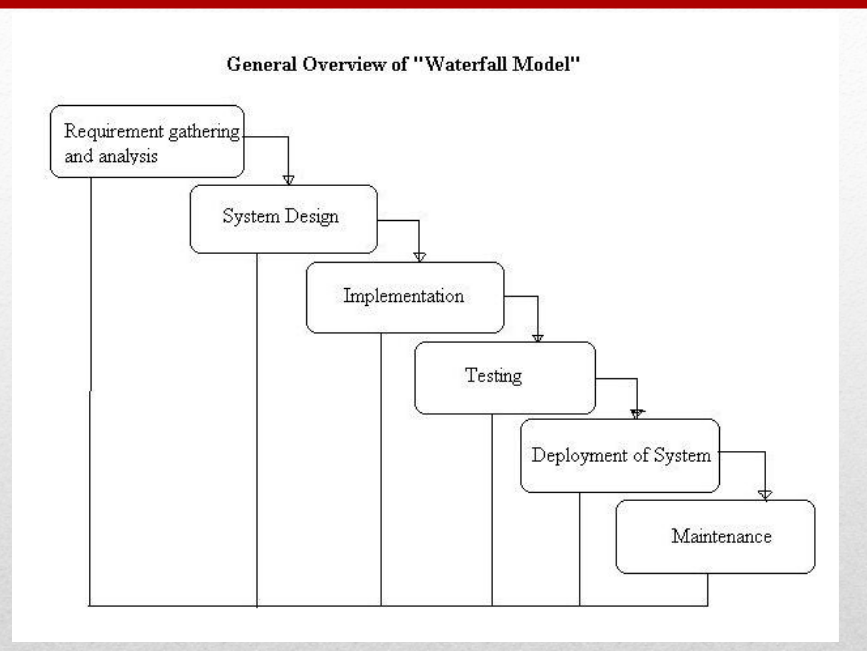 General Overview of "Waterfall Model"
Requirement gathering
and analysis
System Design
Implementation
Testing
Deployment of System
Maintenance